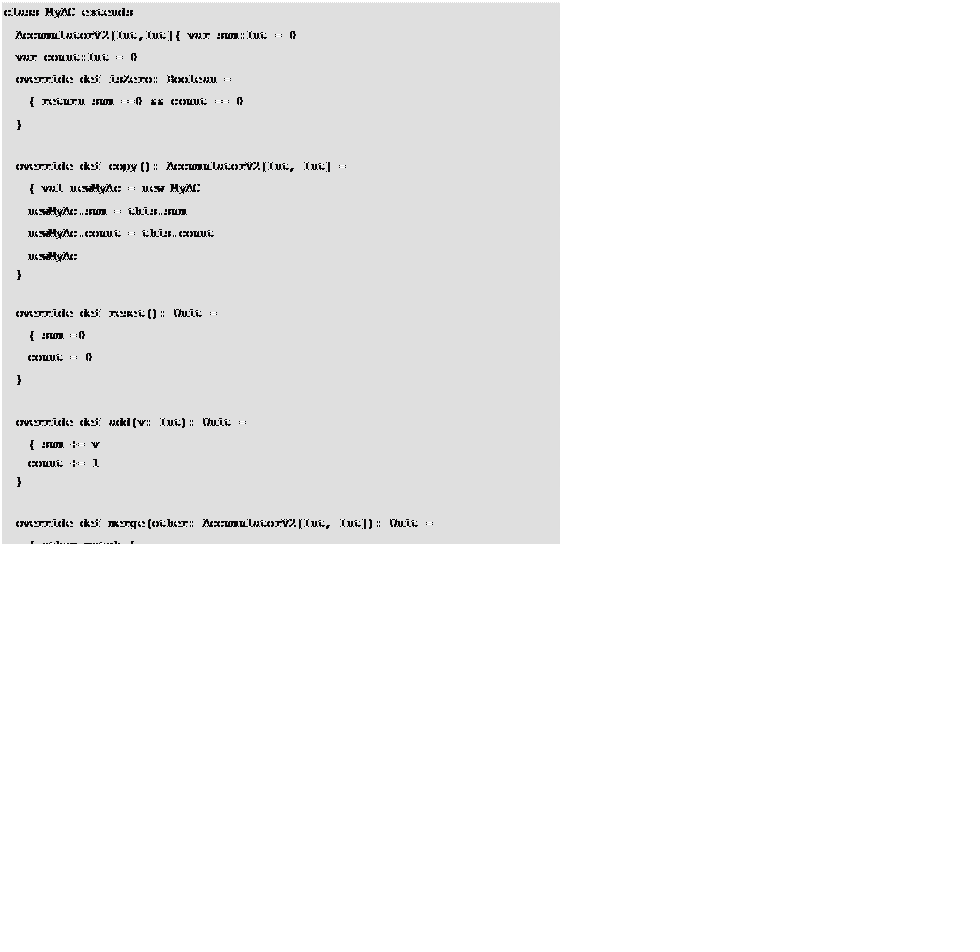 class MyAC extends
AccumulatorV2[Int,Int]{ var sum:Int = 0
var count:Int = 0
override def isZero: Boolean =
{ return sum ==0 && count == 0
}
override def copy(): AccumulatorV2[Int, Int] =
{ val newMyAc = new MyAC
newMyAc.sum = this.sum
newMyAc.count = this.count
newMyAc
}
override def reset(): Unit =
{ sum =0
count = 0
}
override def add(v: Int): Unit =
{ sum += v
count += 1
}
override def merge(other: AccumulatorV2[Int, Int]): Unit =
{ other match {